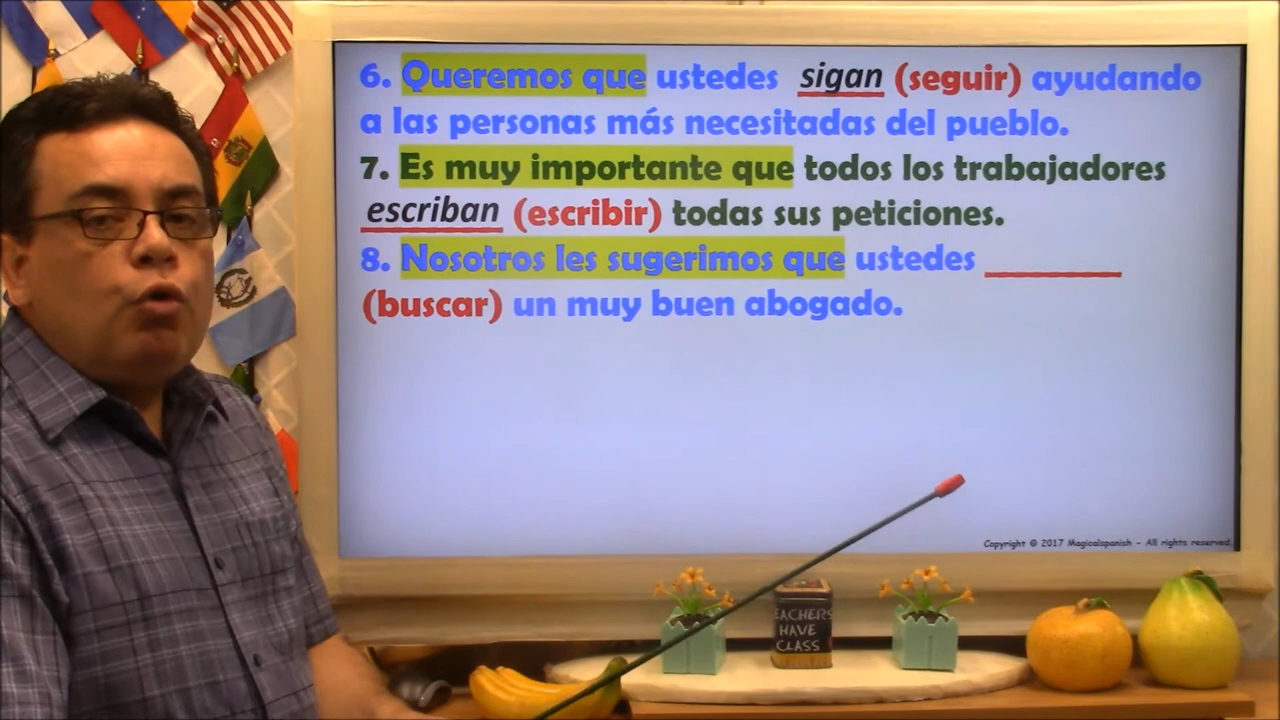 6. Queremos que ustedes sigan (seguir) ayudando
a las personas más necesitadas del pueblo.
7. Es muy importante que todos los trabajadores
escriban (escribir) todas sus peticiones.
8. Nosotros les sugerimos que ustedes ________
(buscar) un muy buen abogado.
Copyright © 2017 Magicalspanish - All rights reserved.
EACHERS
HAVE
CLASS